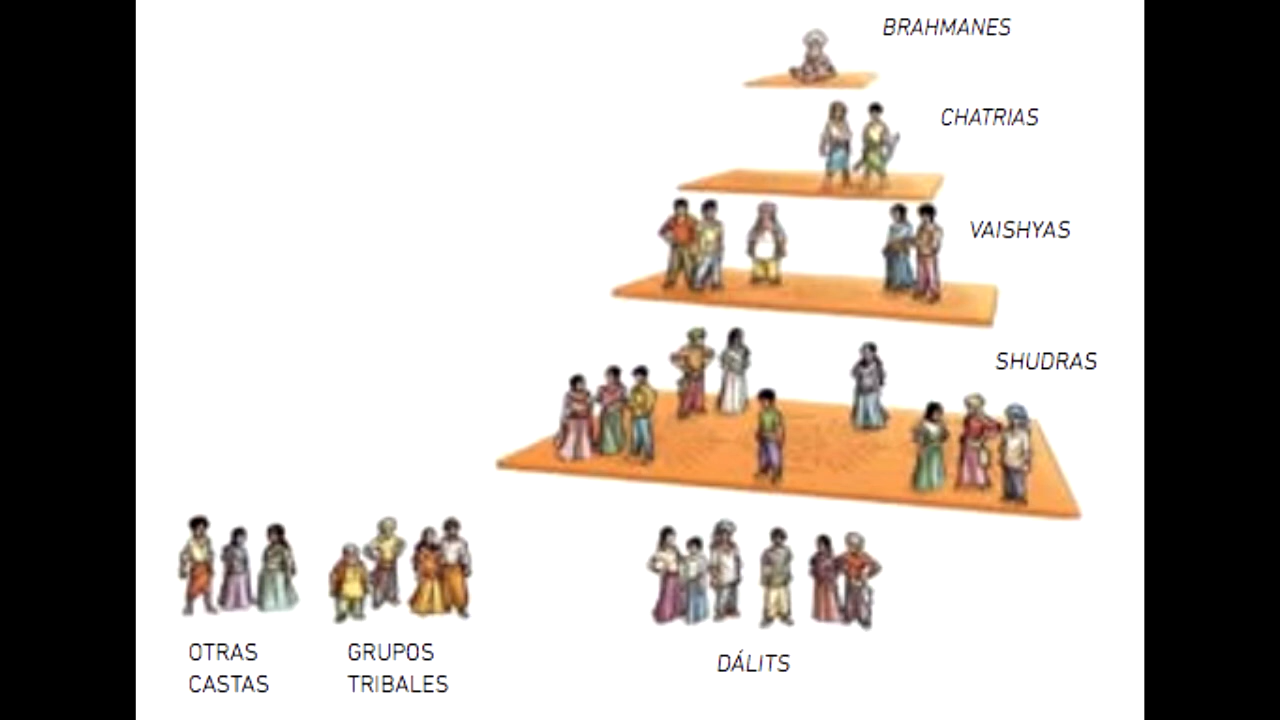 BRAHMANES
CHATRIAS
VAISHYAS
SHUDRAS
OTRAS
CASTAS
GRUPOS
TRIBALES
DÁLITS